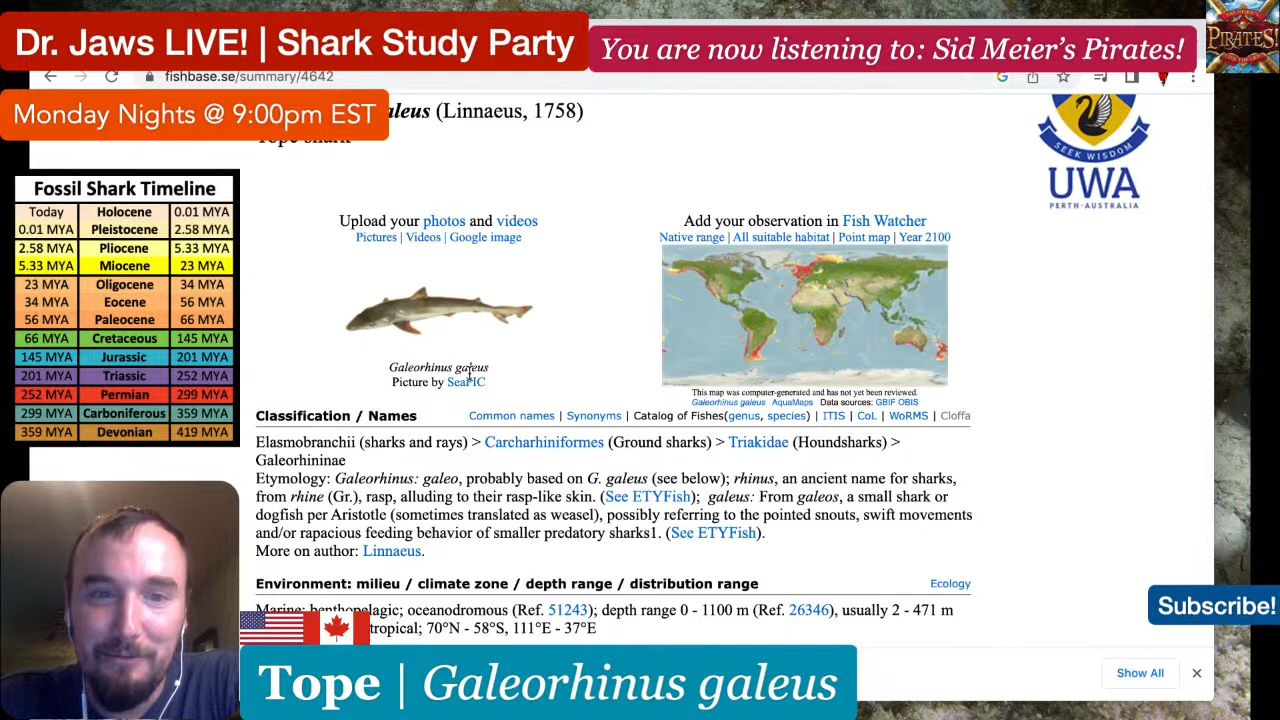 Dr. Jaws LIVE! | Shark Study Party
You are now listening to: Sid Meier's Pirates!
SID MEIER'S
PIRATES!
fishbase.se/summary/4642
Monday Nights @ 9:00pm EST
aleus (Linnaeus, 1758)
Tope shark
SEEK WISDOM
UWA
PERTH-AUSTRALIA
Fossil Shark Timeline
Today Holocene 0.01 MYA
0.01 MYA Pleistocene 2.58 MYA
2.58 MYA Pliocene 5.33 MYA
5.33 MYA Miocene 23 MYA
23 MYA Oligocene 34 MYA
34 MYA Eocene 56 MYA
56 MYA Paleocene 66 MYA
66 MYA Cretaceous 145 MYA
145 MYA Jurassic 201 MYA
201 MYA Triassic 252 MYA
252 MYA Permian 299 MYA
299 MYA Carboniferous 359 MYA
359 MYA Devonian 419 MYA
Upload your photos and videos
Pictures | Videos | Google image
Galeorhinus galeus
Picture by SeaFIC
Add your observation in Fish Watcher
Native range | All suitable habitat | Point map | Year 2100
This map was computer-generated and has not yet been reviewed.
Galeorhinus galeus AquaMaps Data sources: GBIF OBIS
Classification / Names Common names | Synonyms | Catalog of Fishes(genus, species) | ITIS | CoL | WoRMS | Cloffa
Elasmobranchii (sharks and rays) > Carcharhiniformes (Ground sharks) > Triakidae (Houndsharks) >
Galeorhininae
Etymology: Galeorhinus: galeo, probably based on G. galeus (see below); rhinus, an ancient name for sharks,
from rhine (Gr.), rasp, alluding to their rasp-like skin. (See ETYFish); galeus: From galeos, a small shark or
dogfish per Aristotle (sometimes translated as weasel), possibly referring to the pointed snouts, swift movements
and/or rapacious feeding behavior of smaller predatory sharks1. (See ETYFish).
More on author: Linnaeus.
Environment: milieu / climate zone / depth range / distribution range Ecology
Marine; benthopelagic; oceanodromous (Ref. 51243); depth range 0 - 1100 m (Ref. 26346), usually 2 - 471 m
tropical; 70°N - 58°S, 111°E - 37°E
Subscribe!
Tope | Galeorhinus galeus
Show All